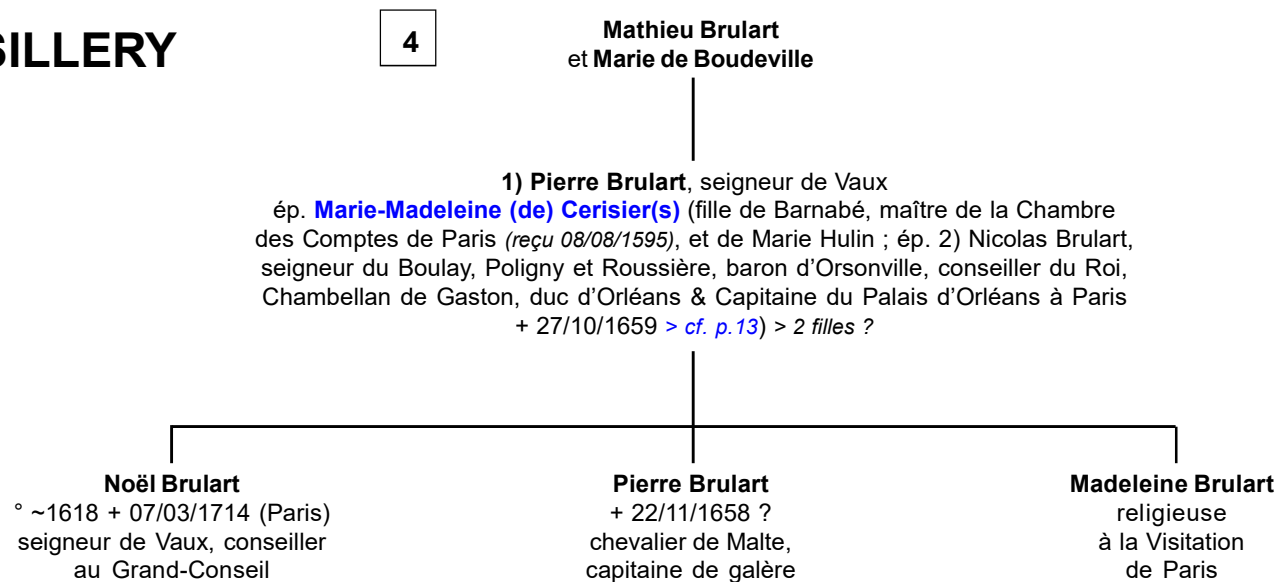 SILLERY
4
Mathieu Brulart
et Marie de Boudeville
1) Pierre Brulart, seigneur de Vaux
ép. Marie-Madeleine (de) Cerisier(s) (fille de Barnabé, maître de la Chambre
des Comptes de Paris (reçu 08/08/1595), et de Marie Hulin ; ép. 2) Nicolas Brulart,
seigneur du Boulay, Poligny et Roussière, baron d’Orsonville, conseiller du Roi,
Chambellan de Gaston, duc d’Orléans & Capitaine du Palais d’Orléans à Paris
+ 27/10/1659 > cf. p.13) > 2 filles ?
Noël Brulart
° ~1618 + 07/03/1714 (Paris)
seigneur de Vaux, conseiller
au Grand-Conseil
Pierre Brulart
+ 22/11/1658 ?
chevalier de Malte,
capitaine de galère
Madeleine Brulart
religieuse
à la Visitation
de Paris